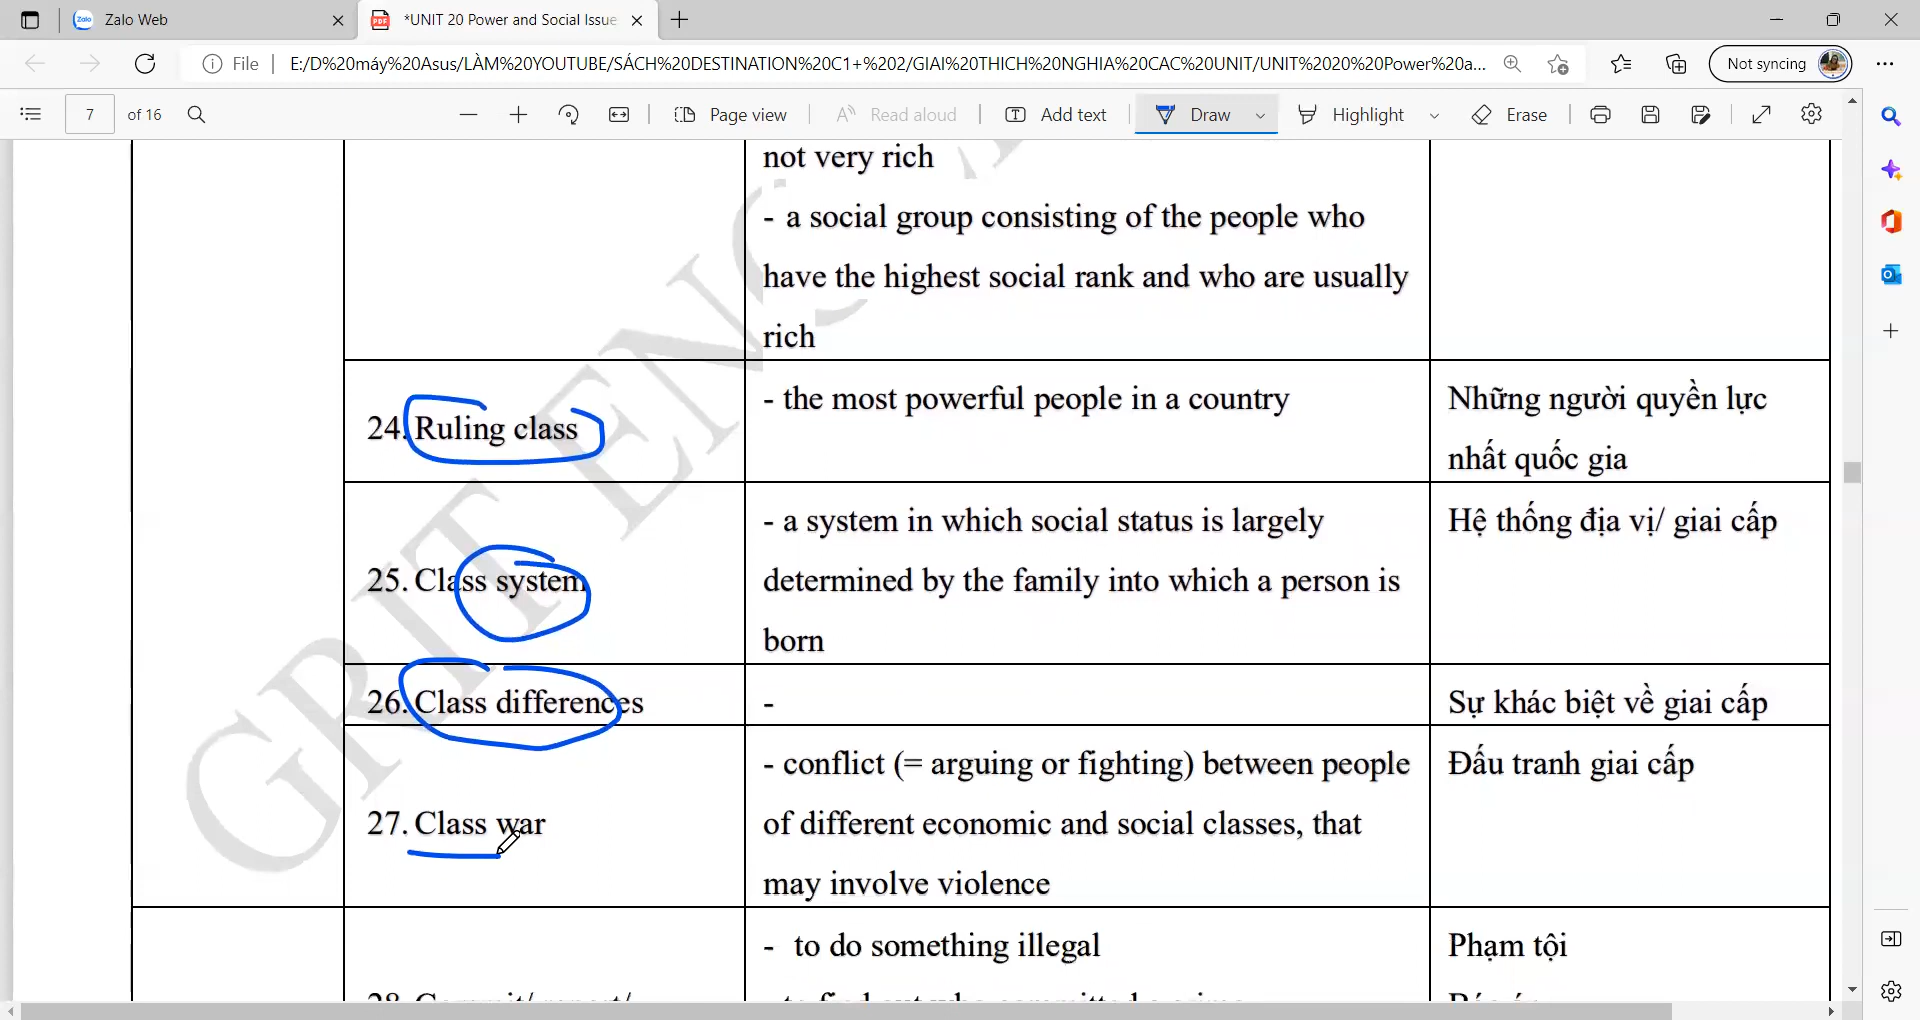 Zalo Web
*UNIT 20 Power and Social Issue
File
E:/D%20máy%20Asus/LÀM%20YOUTUBE/SÁCH%20DESTINATION%20C1+%202/GIAI%20THICH%20NGHIA%20CAC%20UNIT/UNIT%2020%20Power%20a...
Not syncing
7 of 16
Page view
Read aloud
Add text
Draw
Highlight
Erase
not very rich
- a social group consisting of the people who
have the highest social rank and who are usually
rich
24. Ruling class
- the most powerful people in a country
Những người quyền lực
nhất quốc gia
25. Class system
- a system in which social status is largely
determined by the family into which a person is
born
Hệ thống địa vị/ giai cấp
26. Class differences
-
Sự khác biệt về giai cấp
27. Class war
- conflict (= arguing or fighting) between people
of different economic and social classes, that
may involve violence
Đấu tranh giai cấp
- to do something illegal
Phạm tội
GRIT ENG